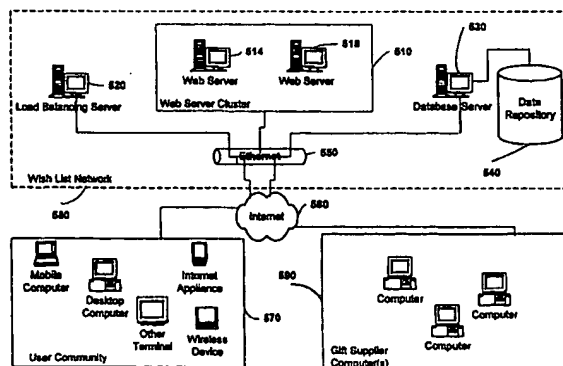 514
518
510
530
520
Web Server
Web Server
Load Balancing Server
Web Server Cluster
Database Server
Data
Repository
Ethernet
550
540
Wish List Network
580
560
Internet
Mobile
Computer
Desktop
Computer
Internet
Appliance
Other
Terminal
Wireless
Device
570
User Community
590
Computer
Computer
Computer
Gift Supplier
Computer(s)